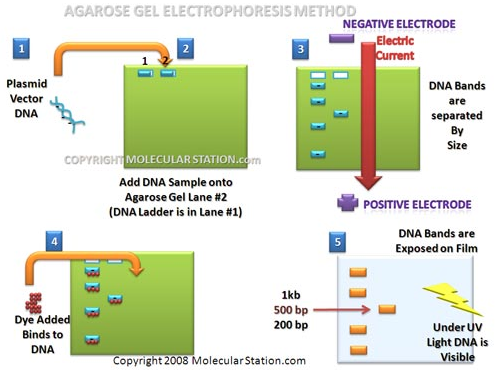 AGAROSE GEL ELECTROPHORESIS METHOD
1
2
Plasmid
Vector
DNA
1 2
COPYRIGHT MOLECULAR STATION.com
Add DNA Sample onto
Agarose Gel Lane #2
(DNA Ladder is in Lane #1)
3
NEGATIVE ELECTRODE
Electric
Current
DNA Bands
are
separated
By
Size
POSITIVE ELECTRODE
4
Dye Added
Binds to
DNA
Copyright 2008 MolecularStation.com
5
DNA Bands are
Exposed on Film
1kb
500 bp
200 bp
Under UV
Light DNA is
Visible